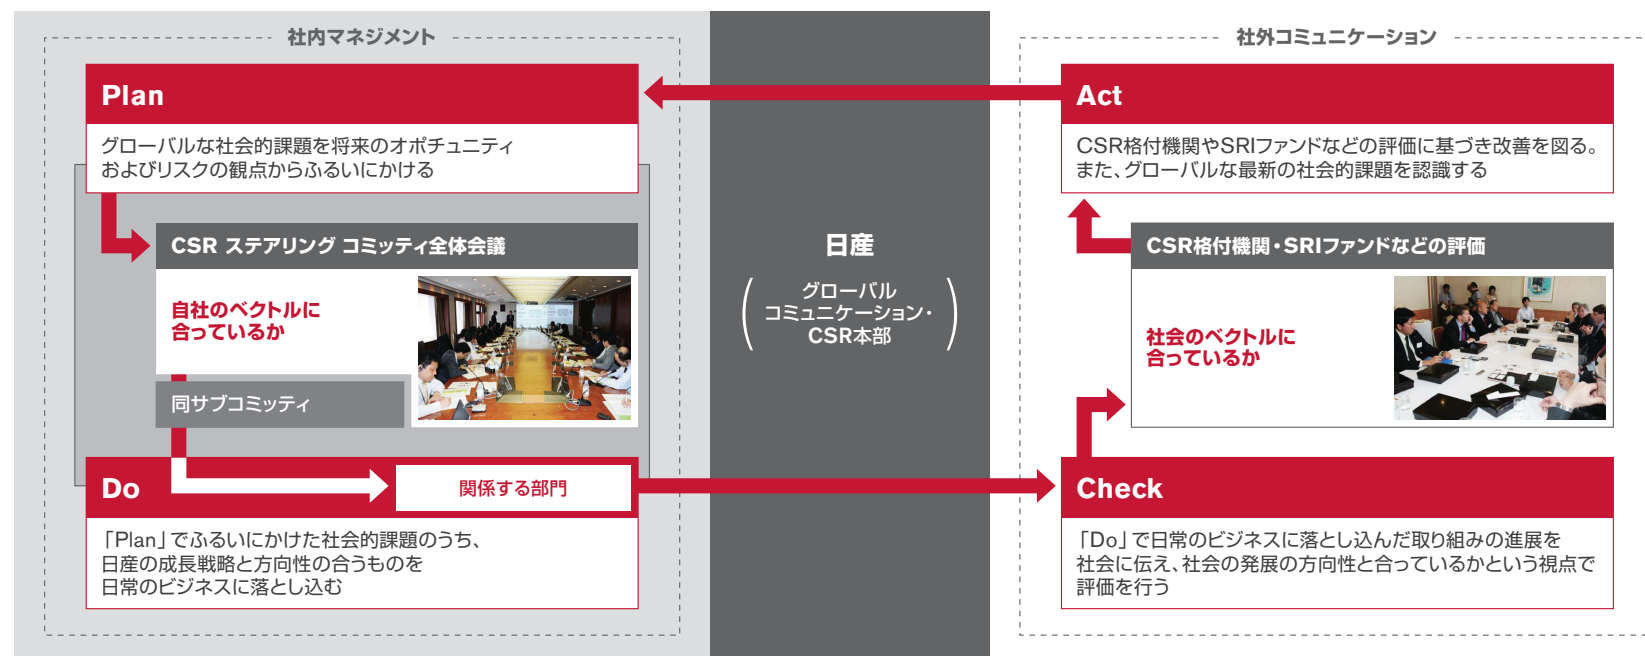 社内マネジメント
Plan
グローバルな社会的課題を将来のオポチュニティ
およびリスクの観点からふるいにかける
CSR ステアリング コミッティ全体会議
自社のベクトルに
合っているか
同サブコミッティ
Do
関係する部門
「Plan」でふるいにかけた社会的課題のうち、
日産の成長戦略と方向性の合うものを
日常のビジネスに落とし込む
日産
グローバル
コミュニケーション・
CSR本部
社外コミュニケーション
Act
CSR格付機関やSRIファンドなどの評価に基づき改善を図る。
また、グローバルな最新の社会的課題を認識する
CSR格付機関・SRIファンドなどの評価
社会のベクトルに
合っているか
Check
「Do」で日常のビジネスに落とし込んだ取り組みの進展を
社会に伝え、社会の発展の方向性と合っているかという視点で
評価を行う